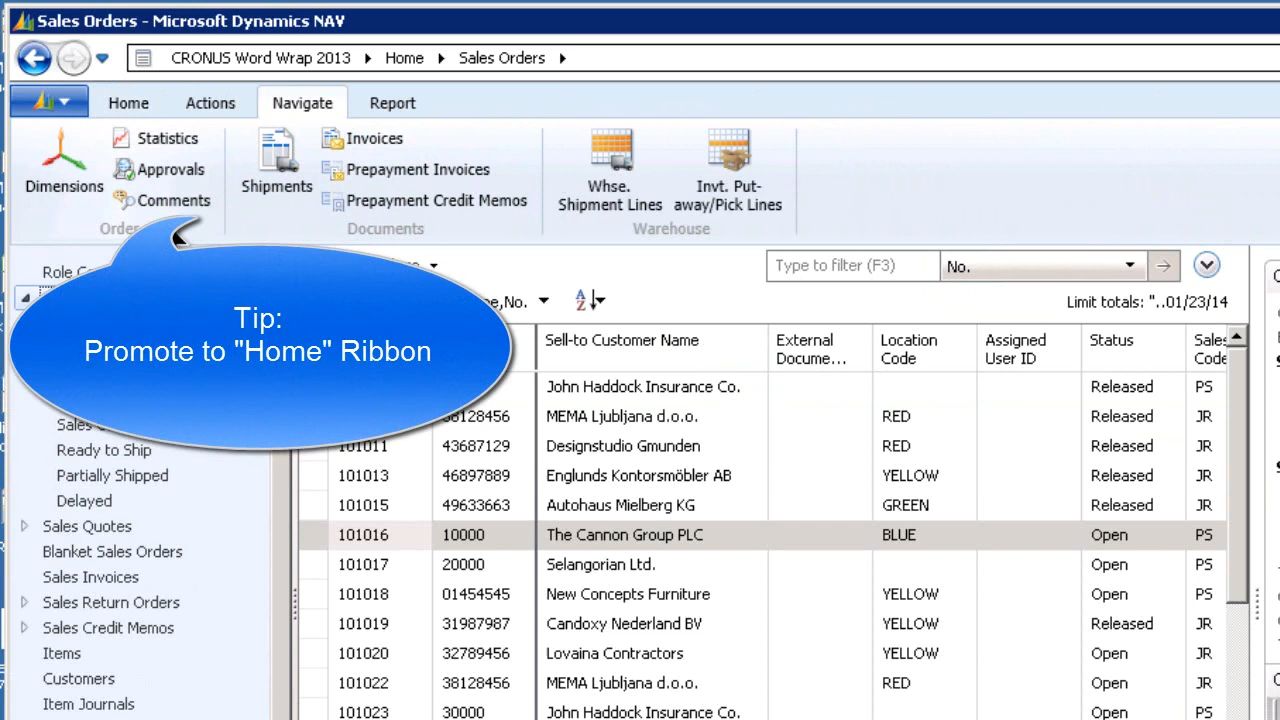 Sales Orders - Microsoft Dynamics NAV
CRONUS Word Wrap 2013 Home Sales Orders
Home Actions Navigate Report
Dimensions
Statistics
Approvals
Comments
Shipments
Invoices
Prepayment Invoices
Prepayment Credit Memos
Whse.
Shipment Lines
Invt. Put-
away/Pick Lines
Documents
Warehouse
Tip:
Promote to "Home" Ribbon
Type to filter (F3) No.
Limit totals: "..01/23/14
Sell-to Customer Name
External
Docume...
Location
Code
Assigned
User ID
Status
Sales
Code
John Haddock Insurance Co. Released PS
38128456 MEMA Ljubljana d.o.o. RED Released JR
101011 43687129 Designstudio Gmunden RED Released JR
101013 46897889 Englunds Kontorsmöbler AB YELLOW Released JR
101015 49633663 Autohaus Mielberg KG GREEN Released JR
101016 10000 The Cannon Group PLC BLUE Open PS
101017 20000 Selangorian Ltd. Open PS
101018 01454545 New Concepts Furniture YELLOW Open PS
101019 31987987 Candoxy Nederland BV YELLOW Released JR
101020 32789456 Lovaina Contractors YELLOW Open JR
101022 38128456 MEMA Ljubljana d.o.o. RED Open JR
101023 30000 John Haddock Insurance Co. Open PS
Ready to Ship
Partially Shipped
Delayed
Sales Quotes
Blanket Sales Orders
Sales Invoices
Sales Return Orders
Sales Credit Memos
Items
Customers
Item Journals